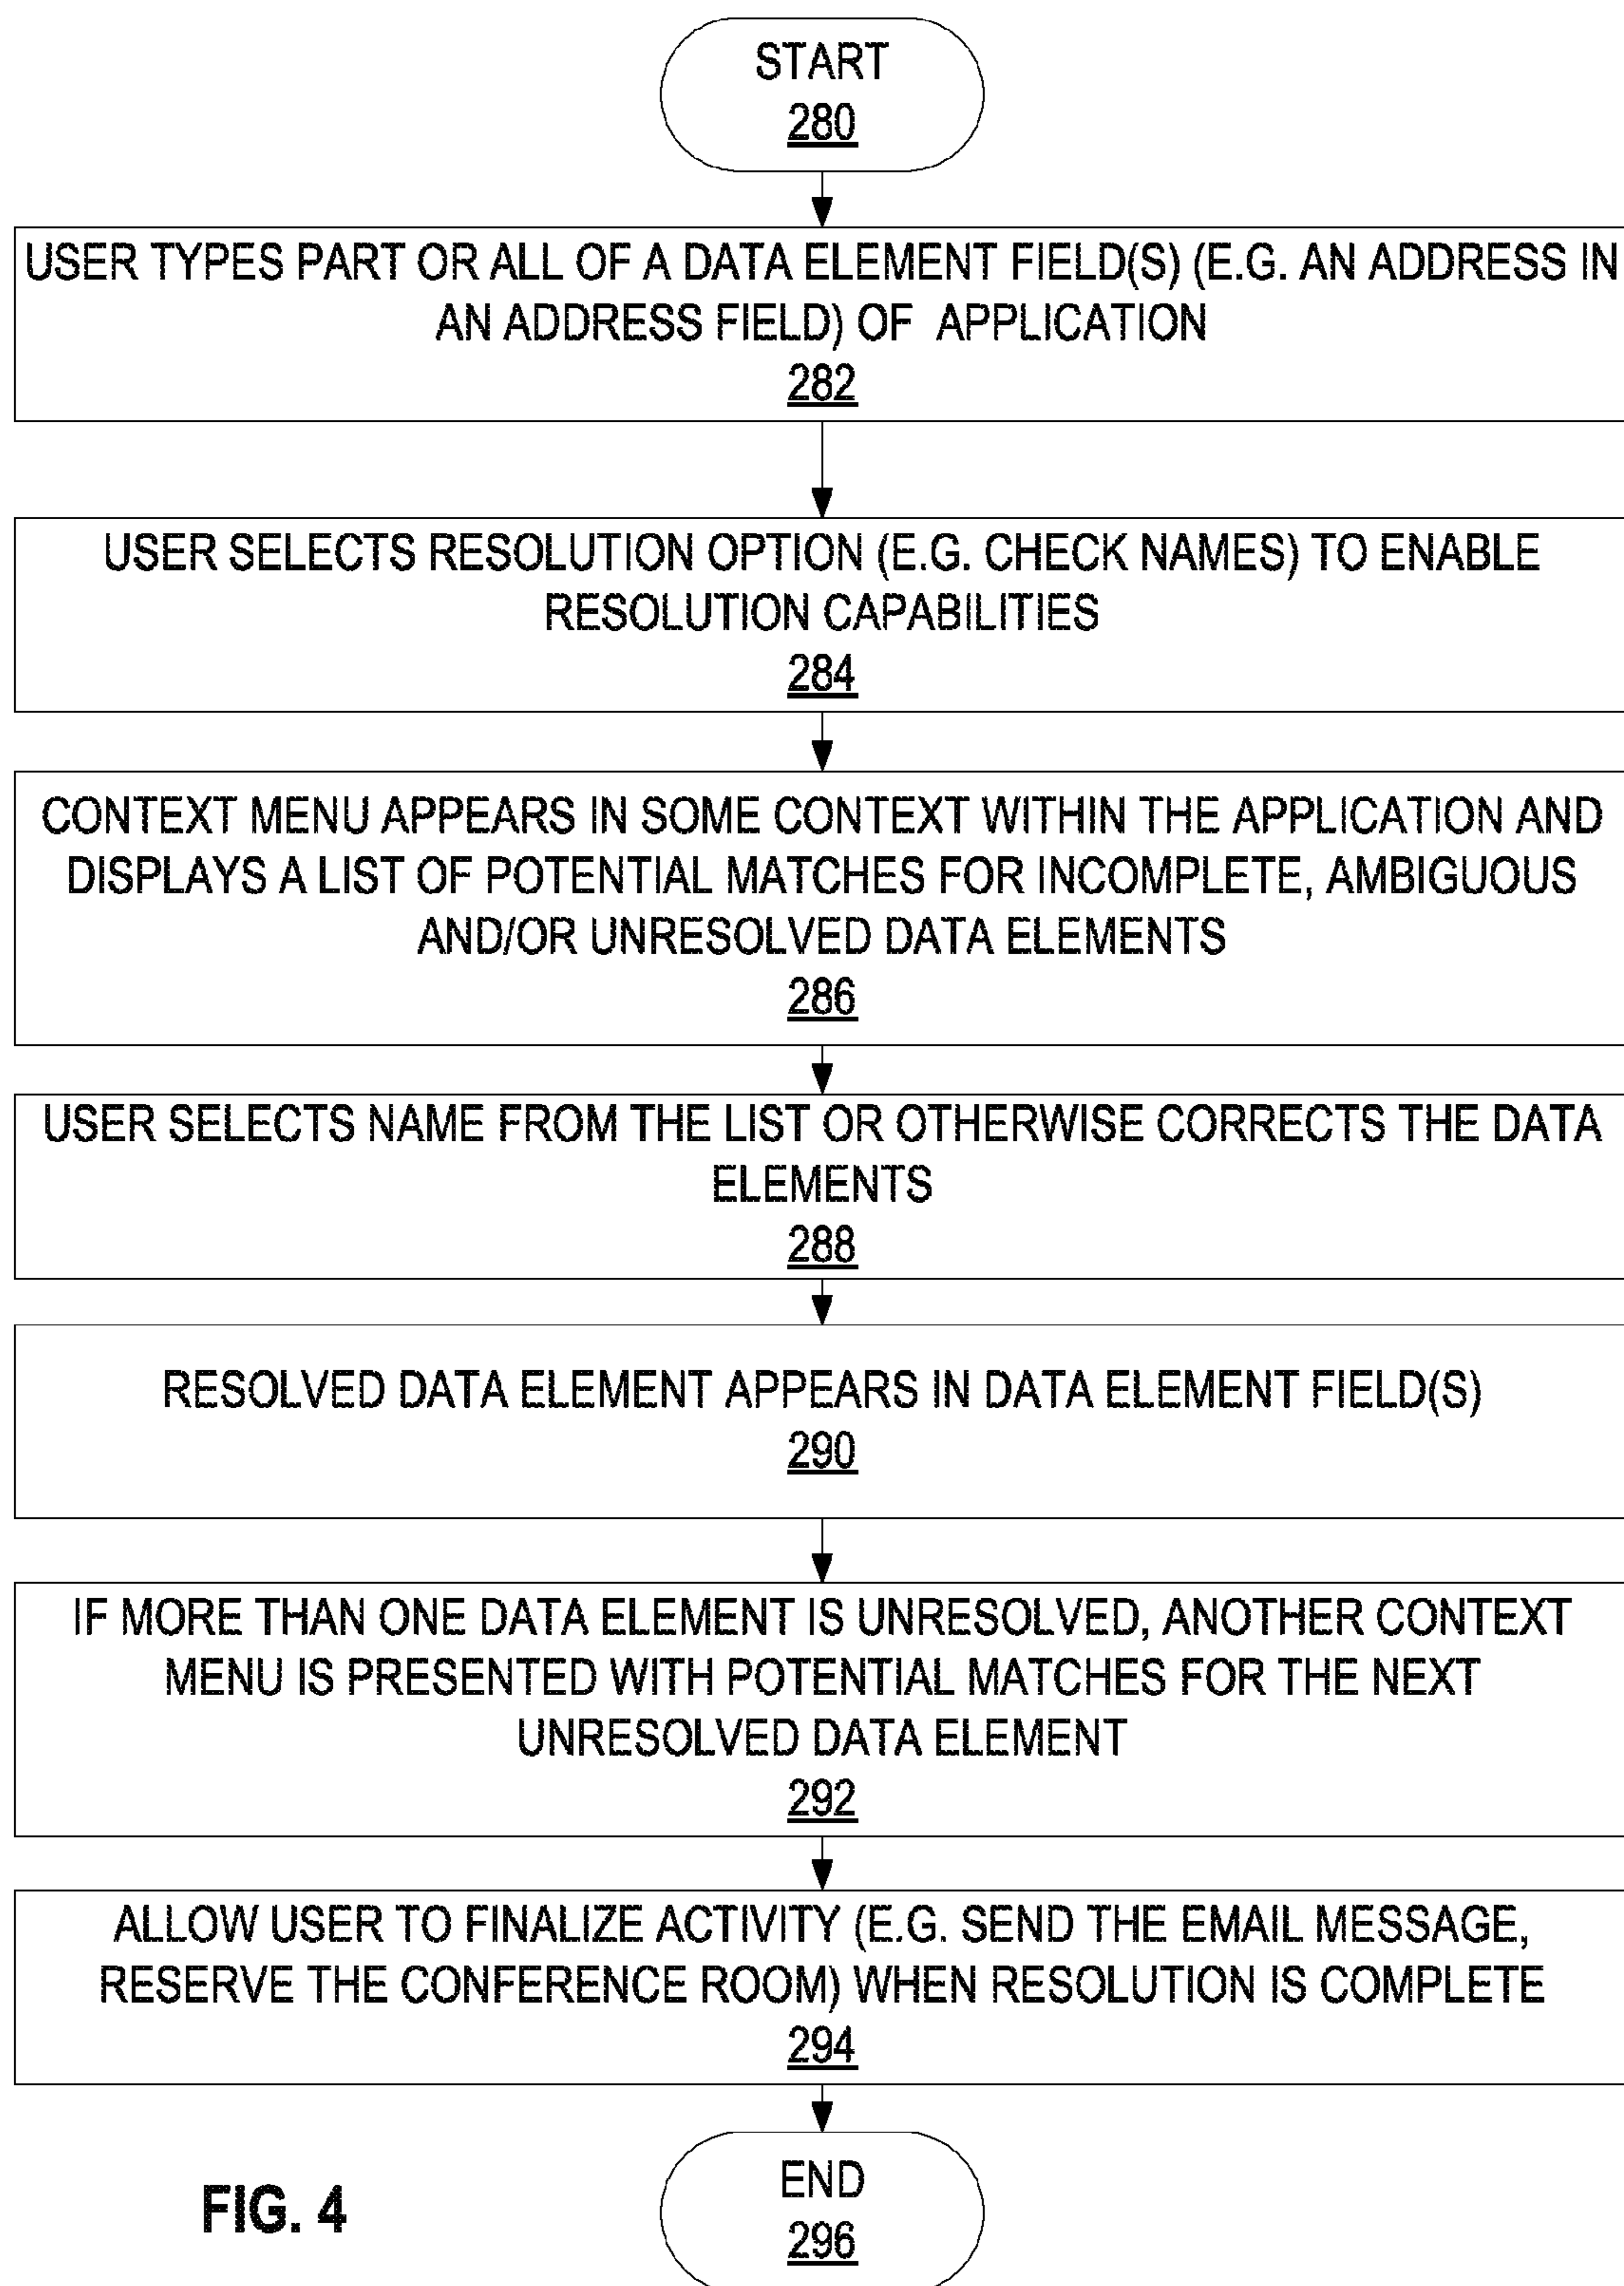 START
280
USER TYPES PART OR ALL OF A DATA ELEMENT FIELD(S) (E.G. AN ADDRESS IN
AN ADDRESS FIELD) OF APPLICATION
282
USER SELECTS RESOLUTION OPTION (E.G. CHECK NAMES) TO ENABLE
RESOLUTION CAPABILITIES
284
CONTEXT MENU APPEARS IN SOME CONTEXT WITHIN THE APPLICATION AND
DISPLAYS A LIST OF POTENTIAL MATCHES FOR INCOMPLETE, AMBIGUOUS
AND/OR UNRESOLVED DATA ELEMENTS
286
USER SELECTS NAME FROM THE LIST OR OTHERWISE CORRECTS THE DATA
ELEMENTS
288
RESOLVED DATA ELEMENT APPEARS IN DATA ELEMENT FIELD(S)
290
IF MORE THAN ONE DATA ELEMENT IS UNRESOLVED, ANOTHER CONTEXT
MENU IS PRESENTED WITH POTENTIAL MATCHES FOR THE NEXT
UNRESOLVED DATA ELEMENT
292
ALLOW USER TO FINALIZE ACTIVITY (E.G. SEND THE EMAIL MESSAGE,
RESERVE THE CONFERENCE ROOM) WHEN RESOLUTION IS COMPLETE
294
END
296
FIG. 4